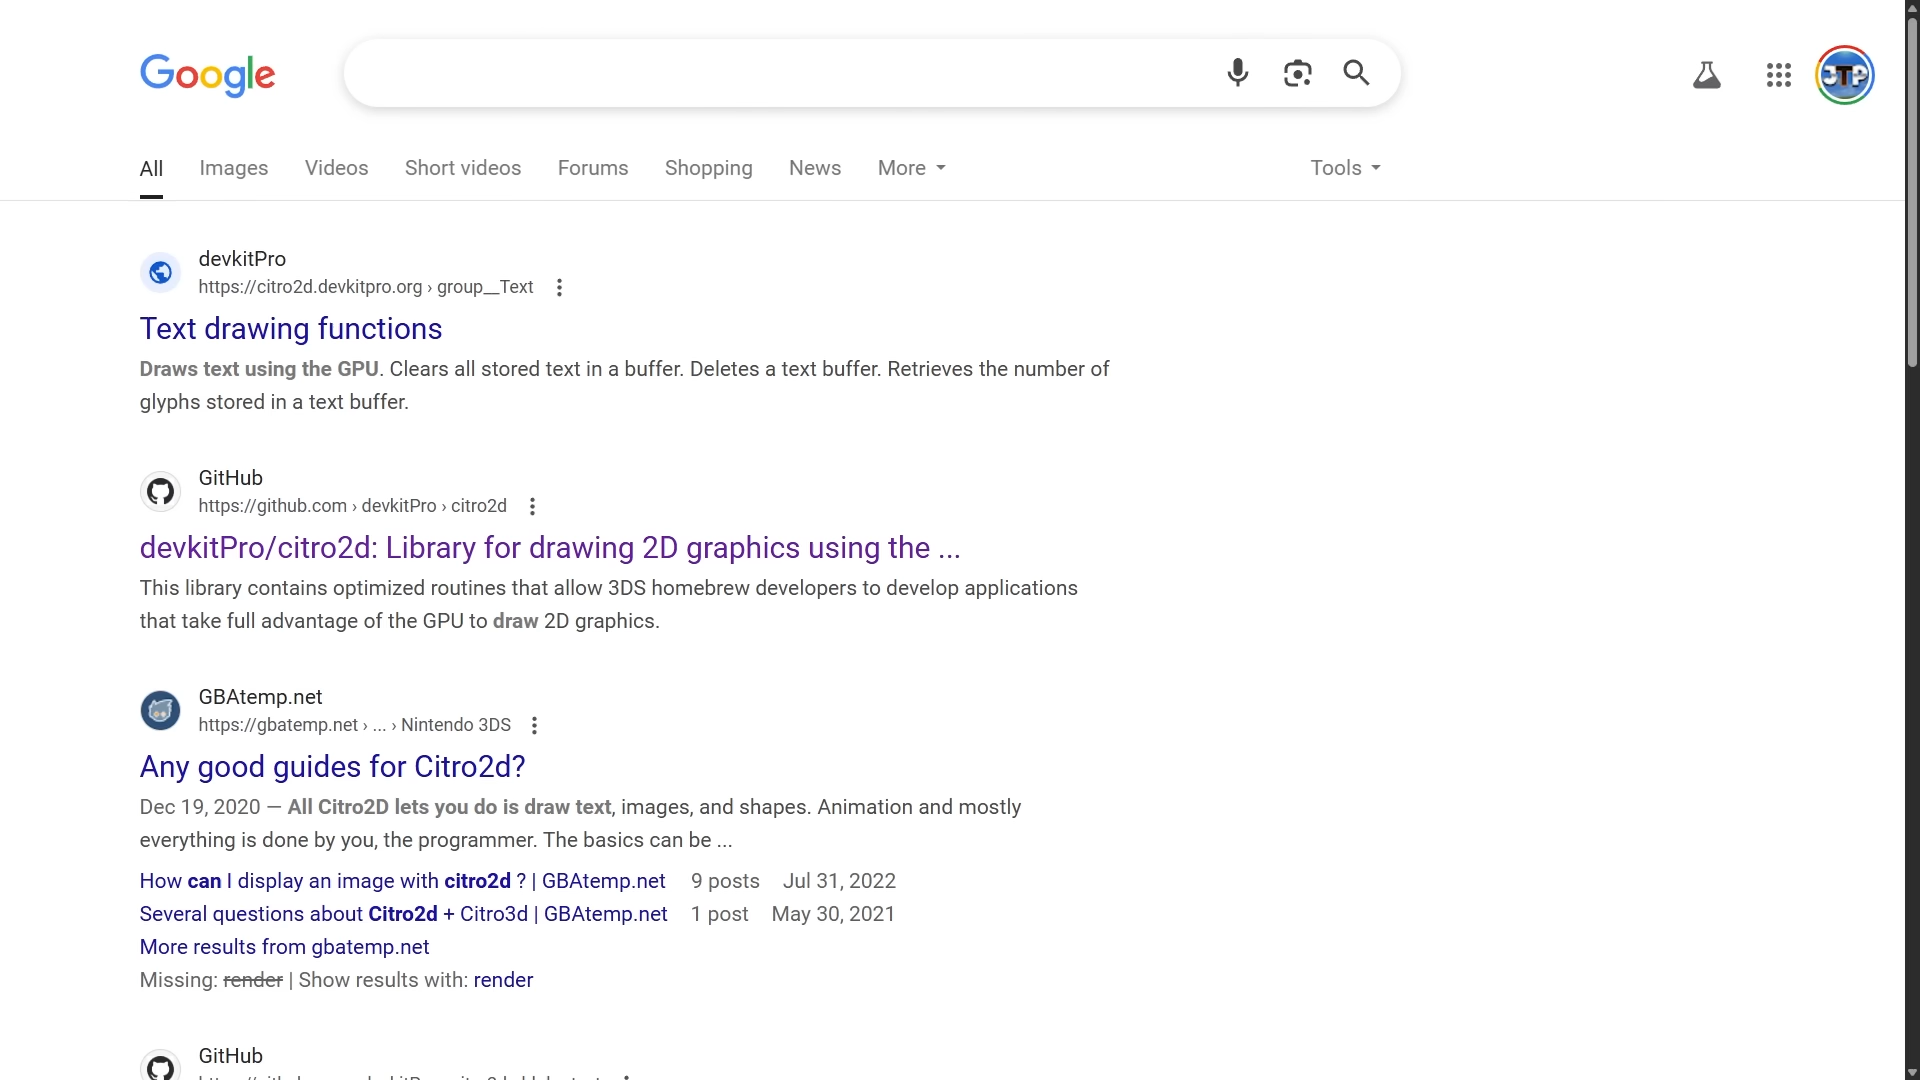 Google
All Images Videos Short videos Forums Shopping News More Tools
devkitPro
https://citro2d.devkitpro.org › group__Text
Text drawing functions
Draws text using the GPU. Clears all stored text in a buffer. Deletes a text buffer. Retrieves the number of
glyphs stored in a text buffer.
GitHub
https://github.com › devkitPro › citro2d
devkitPro/citro2d: Library for drawing 2D graphics using the ...
This library contains optimized routines that allow 3DS homebrew developers to develop applications
that take full advantage of the GPU to draw 2D graphics.
GBAtemp.net
https://gbatemp.net › ... › Nintendo 3DS
Any good guides for Citro2d?
Dec 19, 2020 — All Citro2D lets you do is draw text, images, and shapes. Animation and mostly
everything is done by you, the programmer. The basics can be ...
How can I display an image with citro2d ? | GBAtemp.net 9 posts Jul 31, 2022
Several questions about Citro2d + Citro3d | GBAtemp.net 1 post May 30, 2021
More results from gbatemp.net
Missing: render | Show results with: render
GitHub
JTP